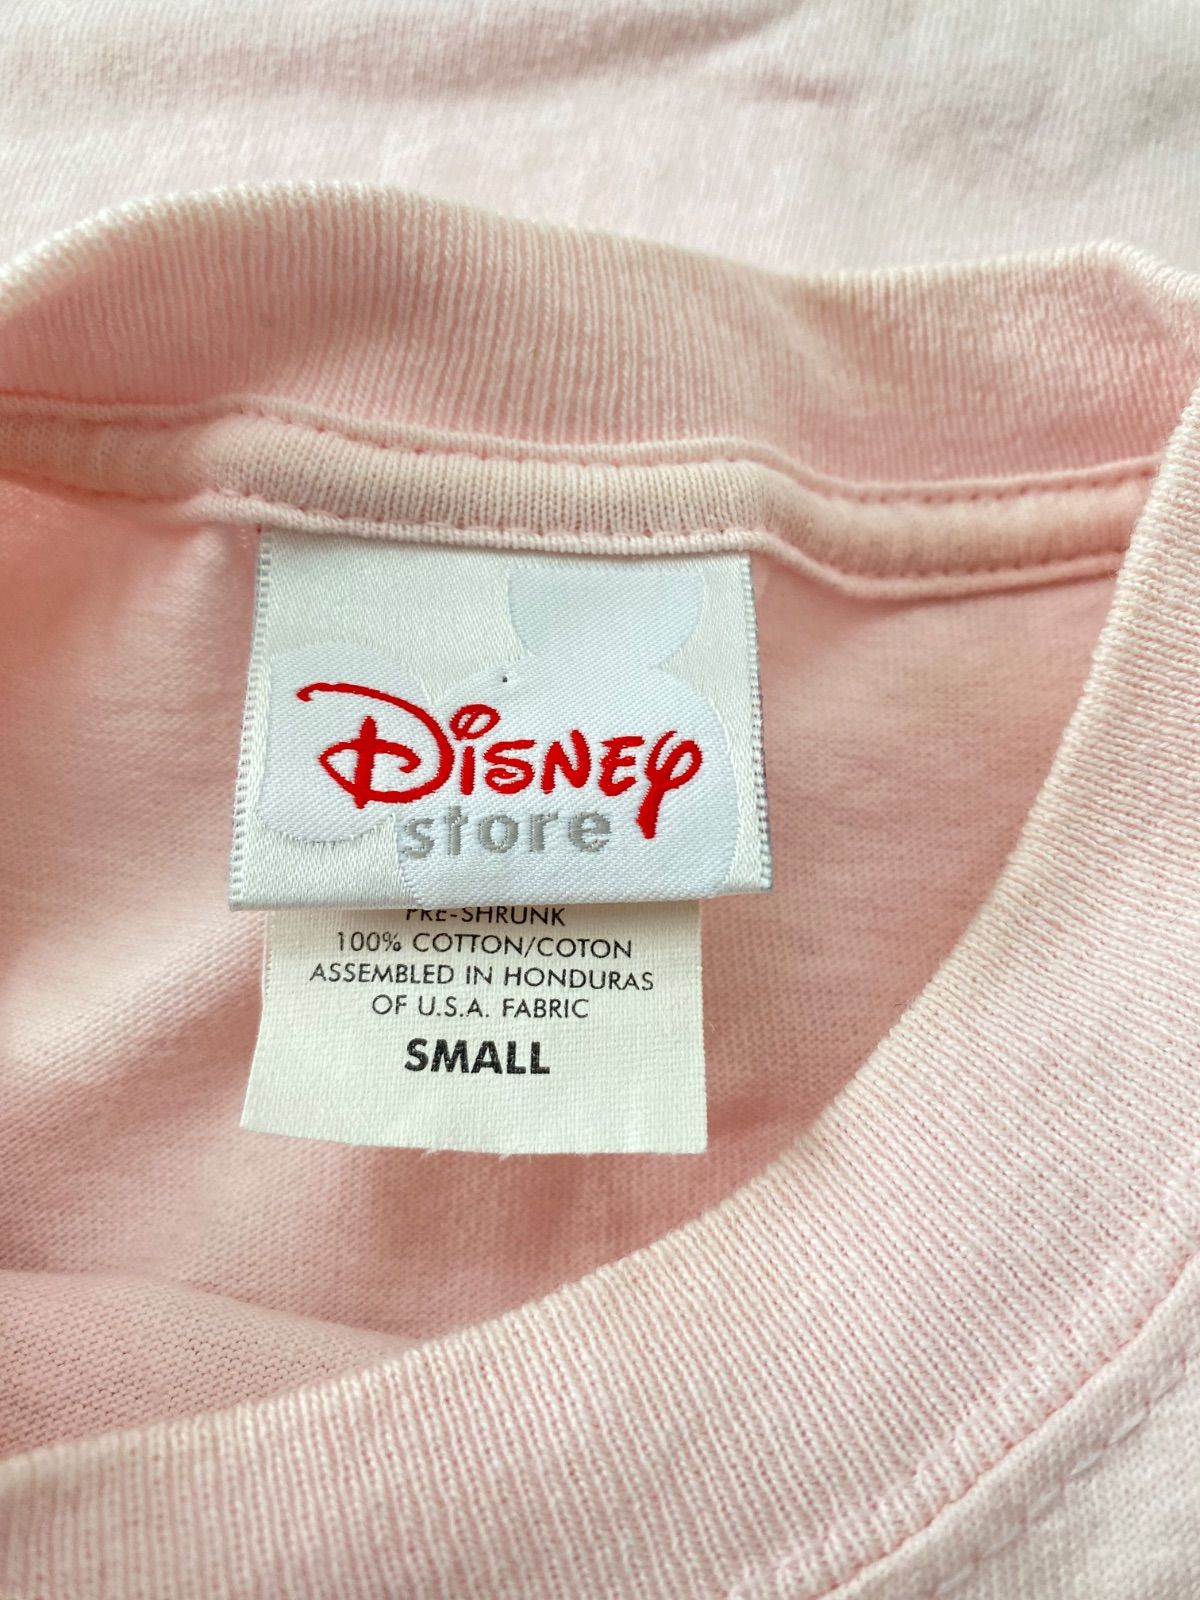 Disney
store
PRE-SHRUNK
100% COTTON/COTON
ASSEMBLED IN HONDURAS
OF U.S.A. FABRIC
SMALL